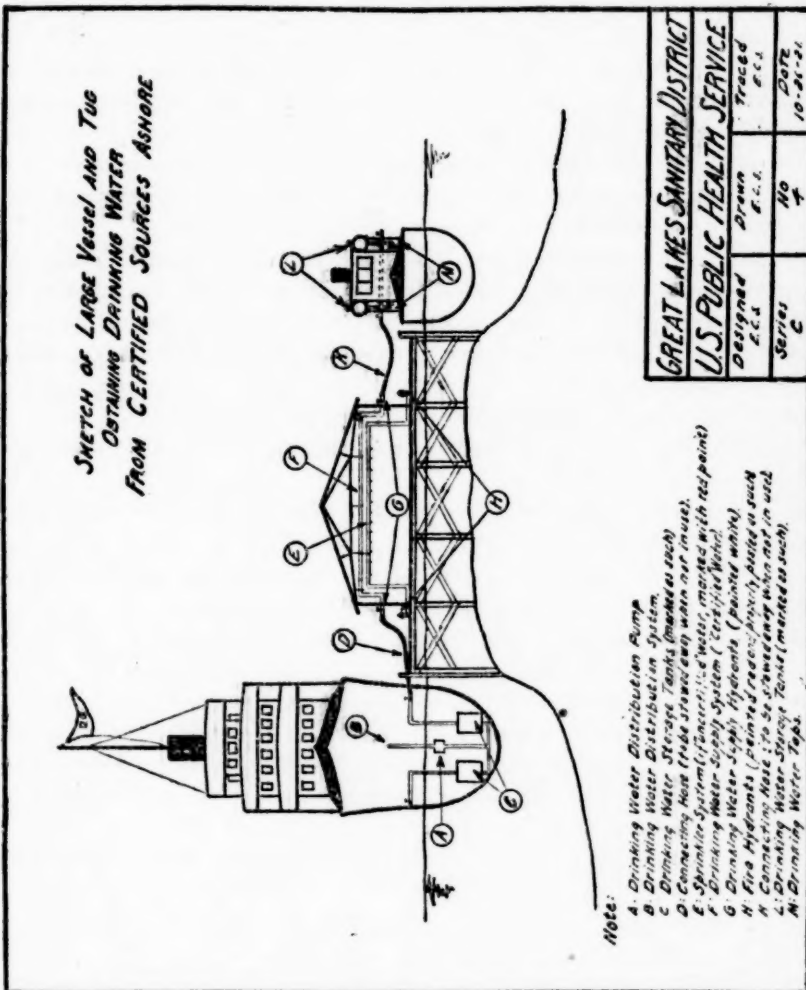 SKETCH OF LARGE VESSEL AND TUG
OBTAINING DRINKING WATER
FROM CERTIFIED SOURCES ASHORE
A
B
C
D
E
F
G
H
K
L
M
Note:
A: Drinking Water Distribution Pump
B: Drinking Water Distribution System.
C Drinking Water Storage Tanks (marked as such)
D: Connecting Hose (to be stowed away when not in use).
E: Sprinkler System (if uncertified water, marked with red paint)
F: Drinking Water Supply System (Certified Water).
G: Drinking Water Hydrants (painted white).
H: Fire Hydrants (painted red and properly posted as such
K Connecting Hose (to be stowed away when not in use
L: Drinking Water Storage Tanks (marked as such).
M: Drinking Water Taps.
GREAT LAKES SANITARY DISTRICT
U.S. PUBLIC HEALTH SERVICE
Designed Drawn Traced
E.C.S. E.C.S. E.C.S.
Series No Date
C